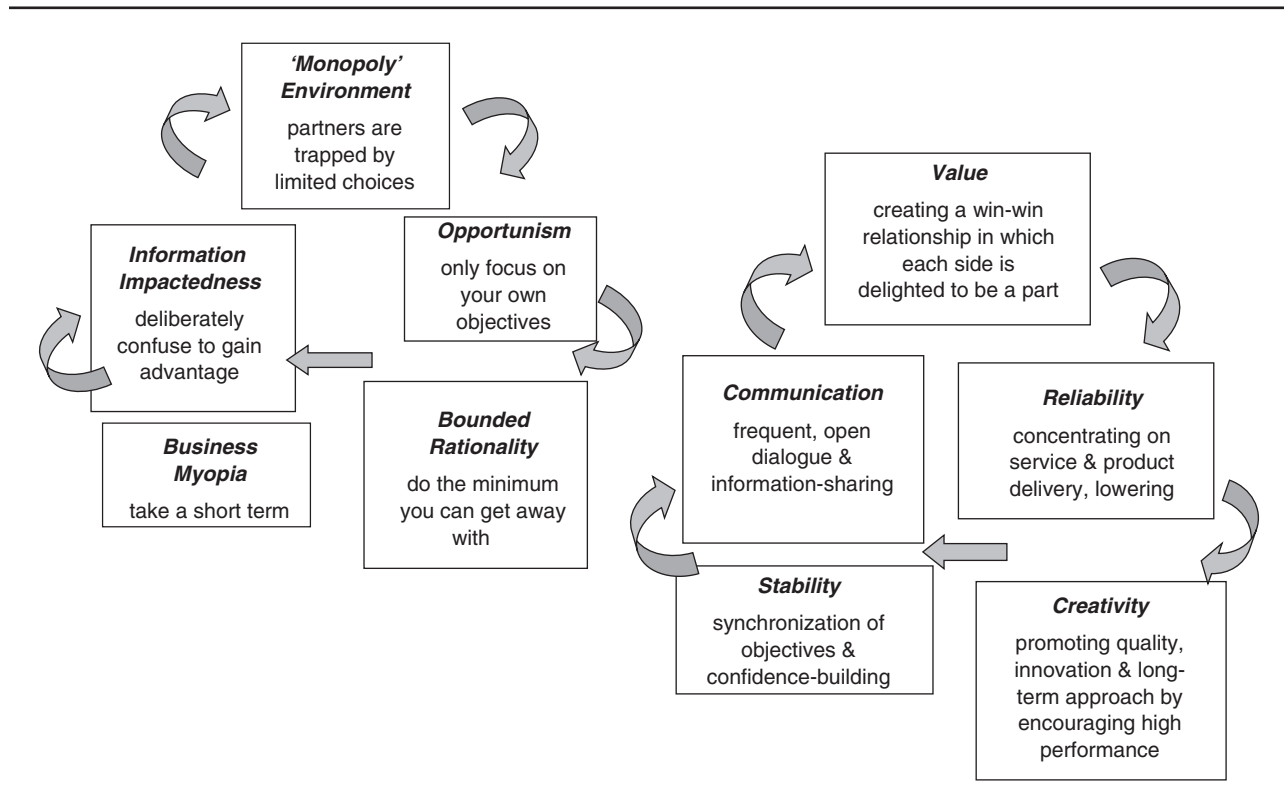 ‘Monopoly’
Environment
partners are
trapped by
limited choices
Opportunism
only focus on
your own
objectives
Bounded
Rationality
do the minimum
you can get away
with
Business
Myopia
take a short term
Information
Impactedness
deliberately
confuse to gain
advantage
Value
creating a win-win
relationship in which
each side is
delighted to be a part
Reliability
concentrating on
service & product
delivery, lowering
Creativity
promoting quality,
innovation & long-
term approach by
encouraging high
performance
Stability
synchronization of
objectives &
confidence-building
Communication
frequent, open
dialogue &
information-sharing